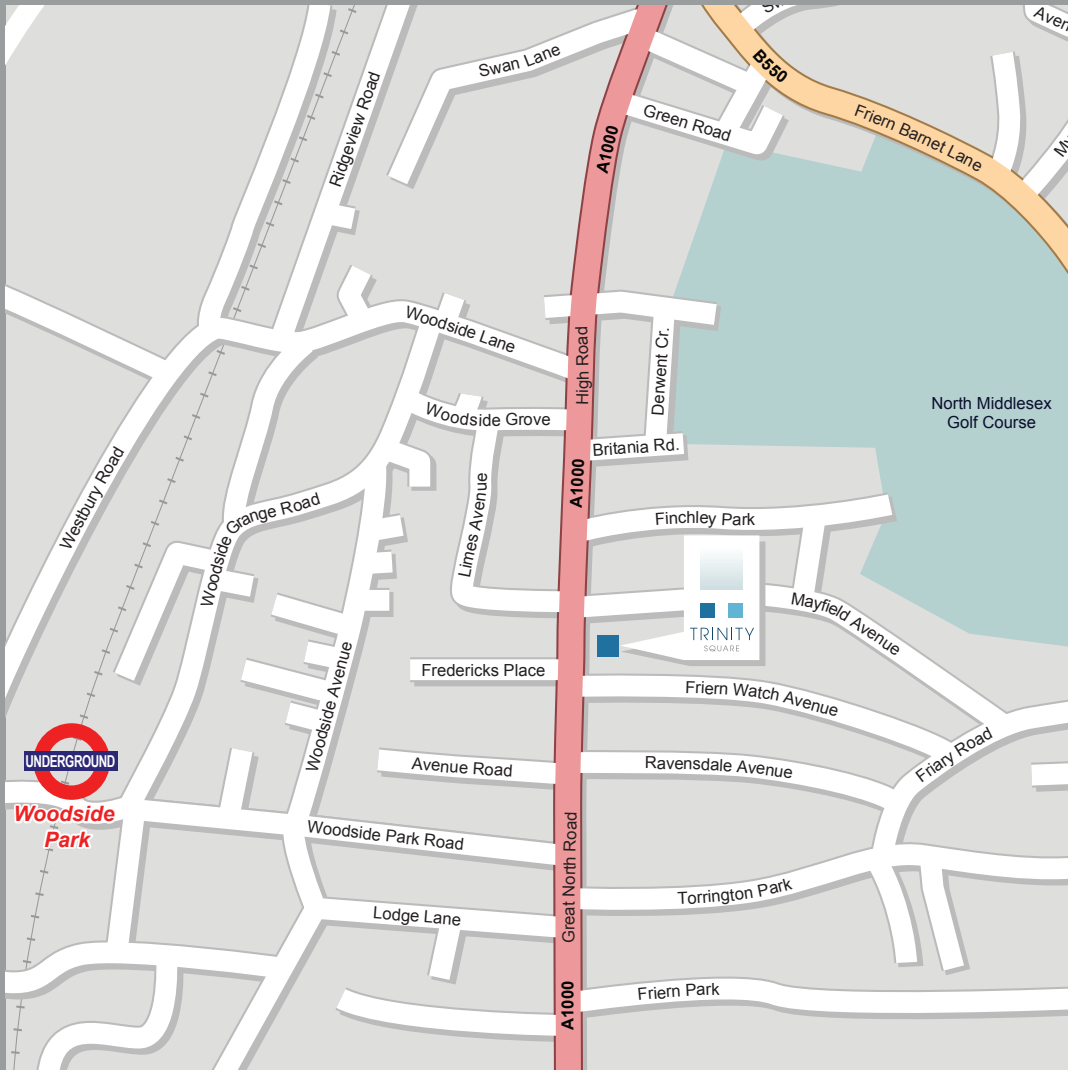 Swan Lane
B550
Aven
Green Road
Friern Barnet Lane
Ridgeview Road
A1000
Woodside Lane
High Road
Derwent Cr.
North Middlesex
Golf Course
Woodside Grove
Britania Rd.
Westbury Road
A1000
Woodside Grange Road
Limes Avenue
Finchley Park
Mayfield Avenue
TRINITY
SQUARE
Fredericks Place
Friern Watch Avenue
Woodside Avenue
UNDERGROUND
Woodside
Park
Avenue Road
Ravensdale Avenue
Friary Road
Woodside Park Road
Great North Road
Torrington Park
Lodge Lane
Friern Park
A1000